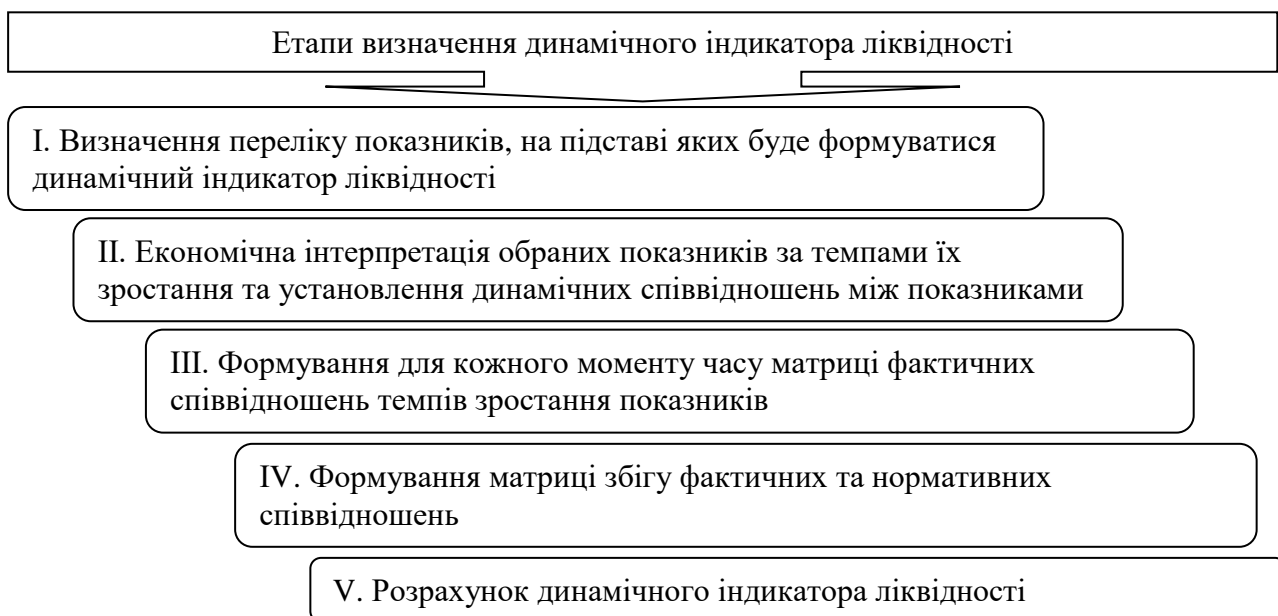 Етапи визначення динамічного індикатора ліквідності
I. Визначення переліку показників, на підставі яких буде формуватися
динамічний індикатор ліквідності
II. Економічна інтерпретація обраних показників за темпами їх
зростання та установлення динамічних співвідношень між показниками
III. Формування для кожного моменту часу матриці фактичних
співвідношень темпів зростання показників
IV. Формування матриці збігу фактичних та нормативних
співвідношень
V. Розрахунок динамічного індикатора ліквідності